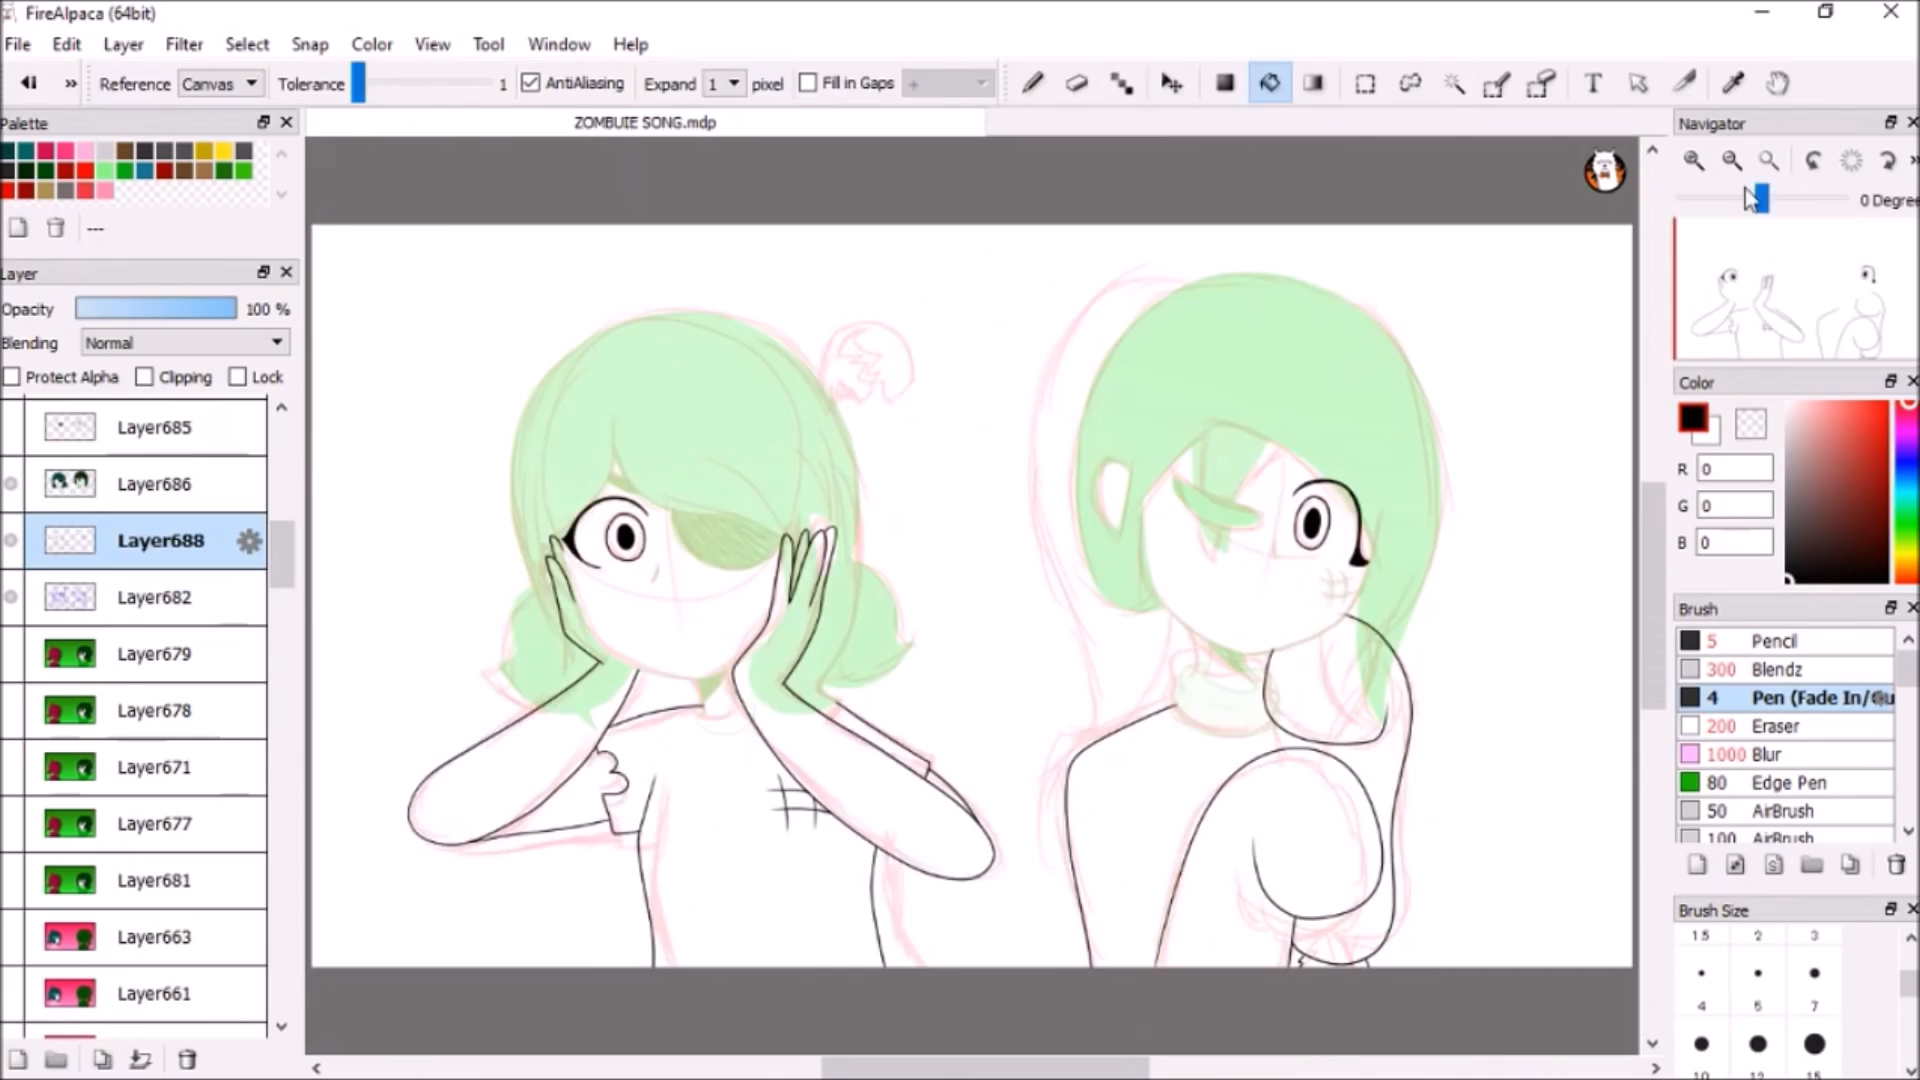 FireAlpaca (64bit)
File Edit Layer Filter Select Snap Color View Tool Window Help
Reference Canvas Tolerance 1 AntiAliasing Expand 1 pixel Fill in Gaps
Palette
ZOMBUIE SONG.mdp
Navigator
0 Degree
---
Layer
Opacity 100 %
Blending Normal
Protect Alpha Clipping Lock
Layer685
Layer686
Layer688
Layer682
Layer679
Layer678
Layer671
Layer677
Layer681
Layer663
Layer661
Color
R 0
G 0
B 0
Brush
5 Pencil
300 Blendz
4 Pen (Fade In/Ou
200 Eraser
1000 Blur
80 Edge Pen
50 AirBrush
100 AirBrush
Brush Size
1.5 2 3
4 5 7
10 12 15